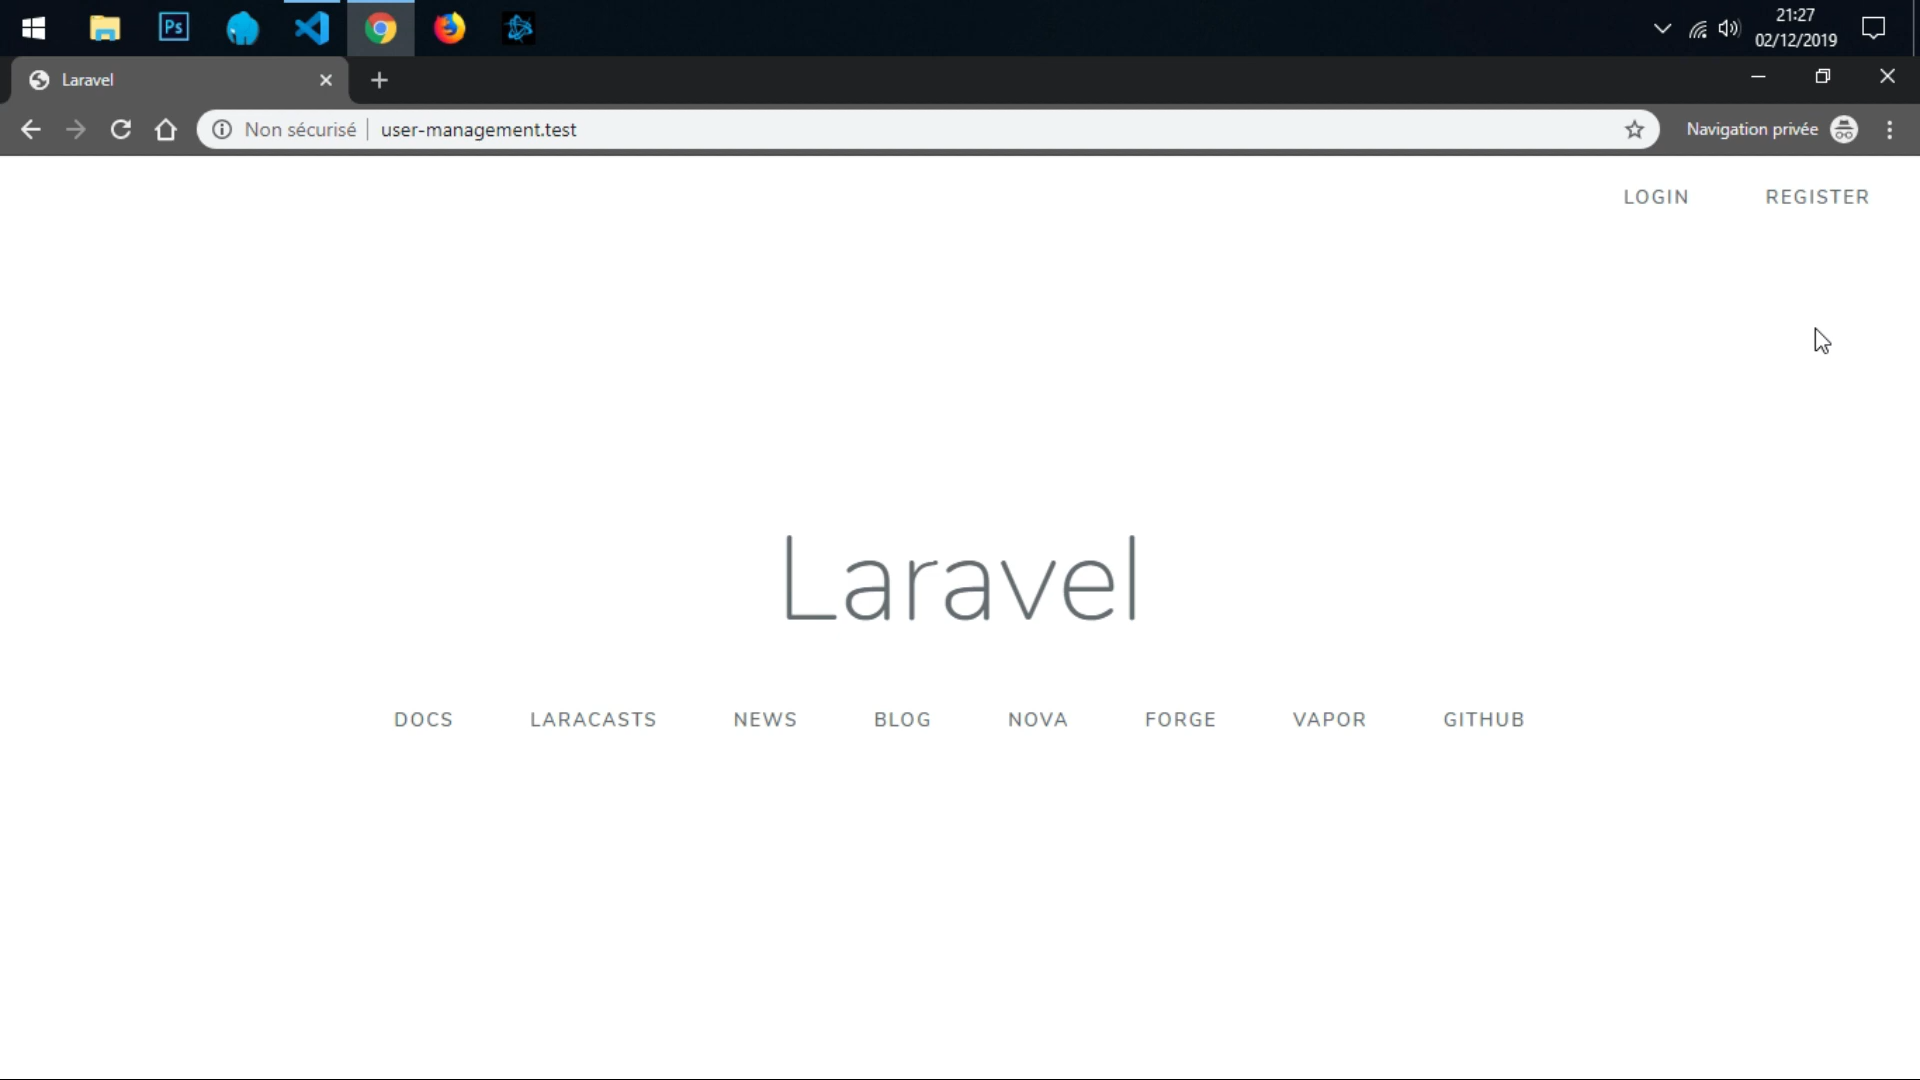 Ps
21:27
02/12/2019
Laravel
Non sécurisé user-management.test
Navigation privée
LOGIN REGISTER
Laravel
DOCS LARACASTS NEWS BLOG NOVA FORGE VAPOR GITHUB